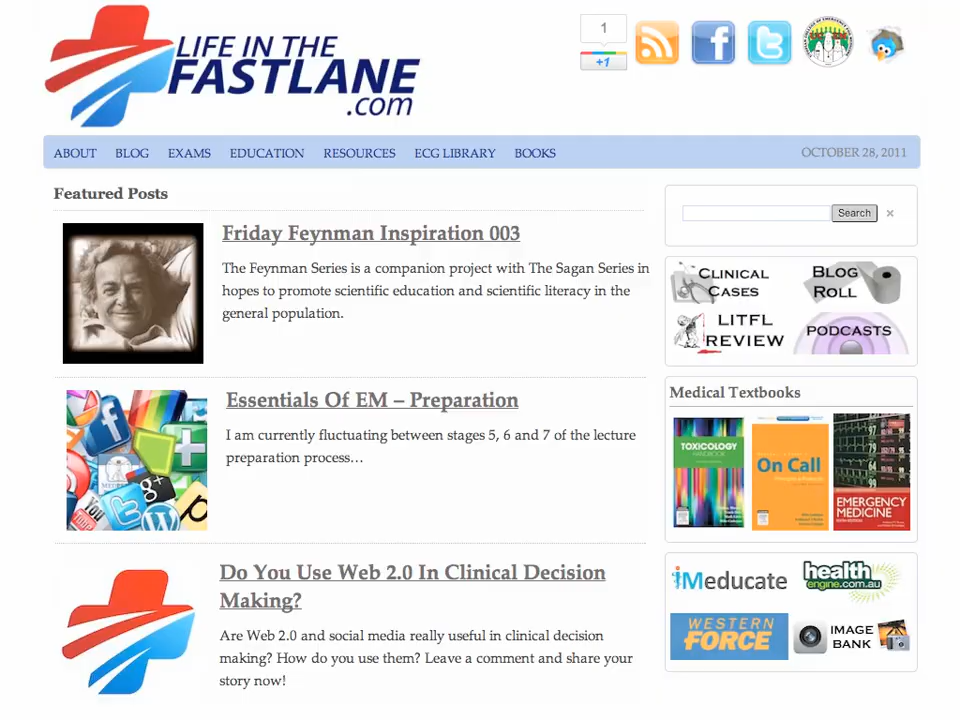 LIFE IN THE
FASTLANE
.com
1
+1
ABOUT BLOG EXAMS EDUCATION RESOURCES ECG LIBRARY BOOKS OCTOBER 28, 2011
Featured Posts
Friday Feynman Inspiration 003
The Feynman Series is a companion project with The Sagan Series in
hopes to promote scientific education and scientific literacy in the
general population.
Essentials Of EM – Preparation
I am currently fluctuating between stages 5, 6 and 7 of the lecture
preparation process…
You
g+
Do You Use Web 2.0 In Clinical Decision
Making?
Are Web 2.0 and social media really useful in clinical decision
making? How do you use them? Leave a comment and share your
story now!
Search ×
CLINICAL
CASES
BLOG
ROLL
LITFL
REVIEW
PODCASTS
Medical Textbooks
TOXICOLOGY
HANDBOOK
On Call
EMERGENCY
MEDICINE
iMeducate
health
engine.com.au
WESTERN
FORCE
IMAGE
BANK